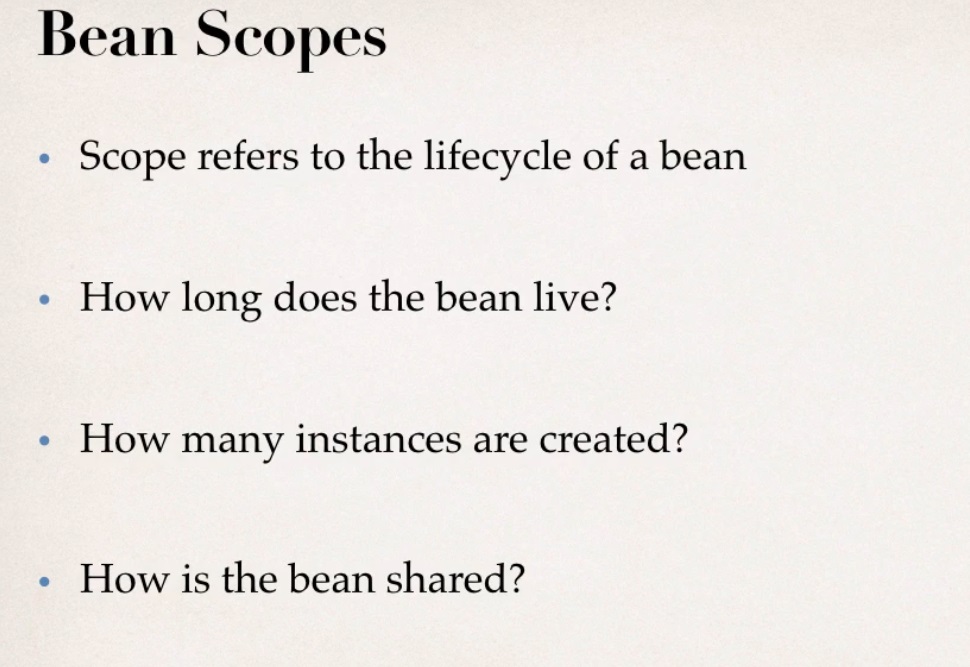 Bean Scopes
• Scope refers to the lifecycle of a bean
• How long does the bean live?
• How many instances are created?
• How is the bean shared?